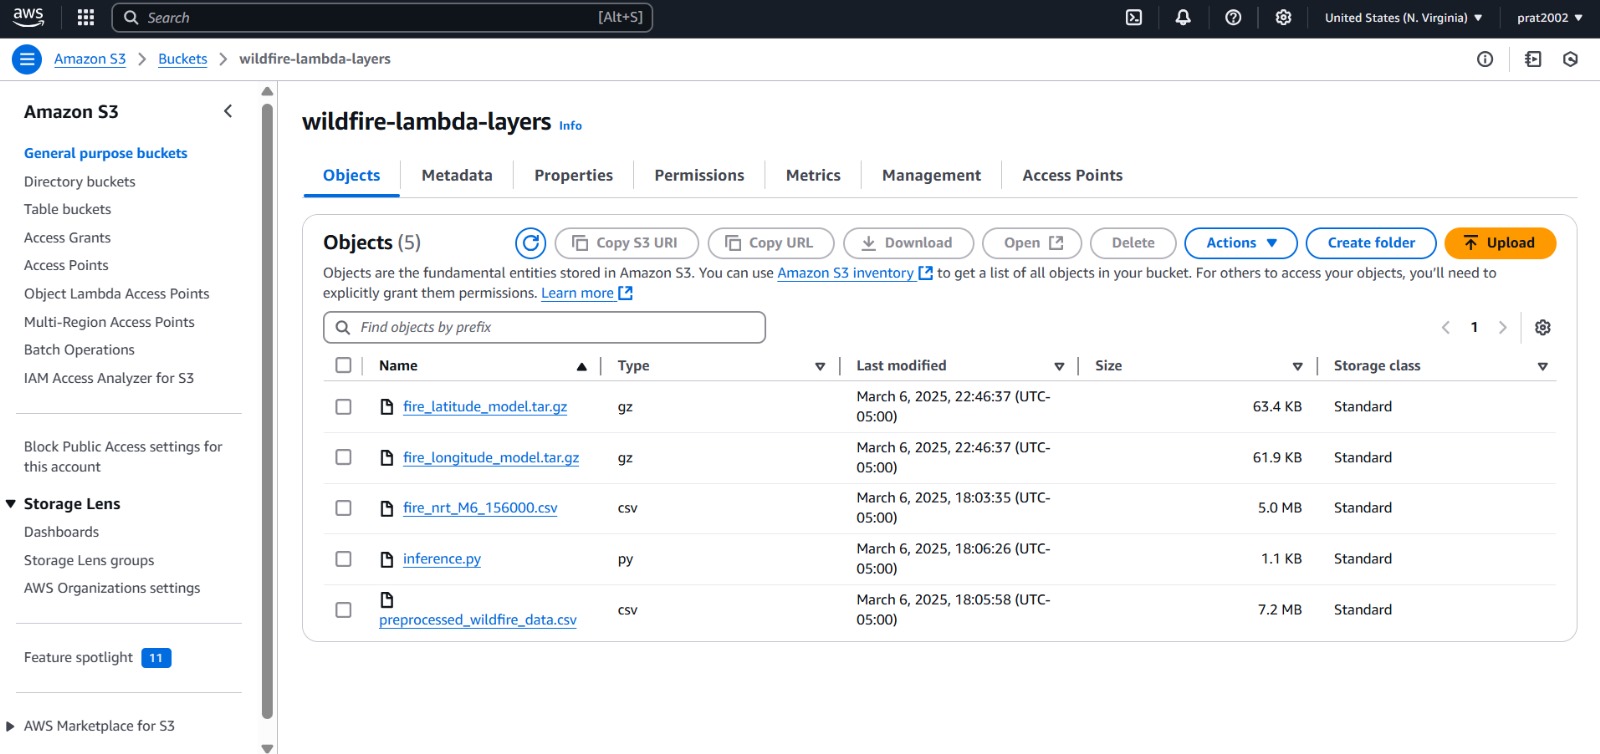 aws
Search [Alt+S]
United States (N. Virginia)
prat2002
Amazon S3
Buckets
wildfire-lambda-layers
Amazon S3
General purpose buckets
Directory buckets
Table buckets
Access Grants
Access Points
Object Lambda Access Points
Multi-Region Access Points
Batch Operations
IAM Access Analyzer for S3
Block Public Access settings for
this account
Storage Lens
Dashboards
Storage Lens groups
AWS Organizations settings
Feature spotlight 11
AWS Marketplace for S3
wildfire-lambda-layers Info
Objects Metadata Properties Permissions Metrics Management Access Points
Objects (5)
Copy S3 URI Copy URL Download Open Delete Actions Create folder Upload
Objects are the fundamental entities stored in Amazon S3. You can use Amazon S3 inventory to get a list of all objects in your bucket. For others to access your objects, you'll need to
explicitly grant them permissions. Learn more
Find objects by prefix
1
Name Type Last modified Size Storage class
fire_latitude_model.tar.gz gz March 6, 2025, 22:46:37 (UTC-
05:00) 63.4 KB Standard
fire_longitude_model.tar.gz gz March 6, 2025, 22:46:37 (UTC-
05:00) 61.9 KB Standard
fire_nrt_M6_156000.csv csv March 6, 2025, 18:03:35 (UTC-
05:00) 5.0 MB Standard
inference.py py March 6, 2025, 18:06:26 (UTC-
05:00) 1.1 KB Standard
preprocessed_wildfire_data.csv csv March 6, 2025, 18:05:58 (UTC-
05:00) 7.2 MB Standard